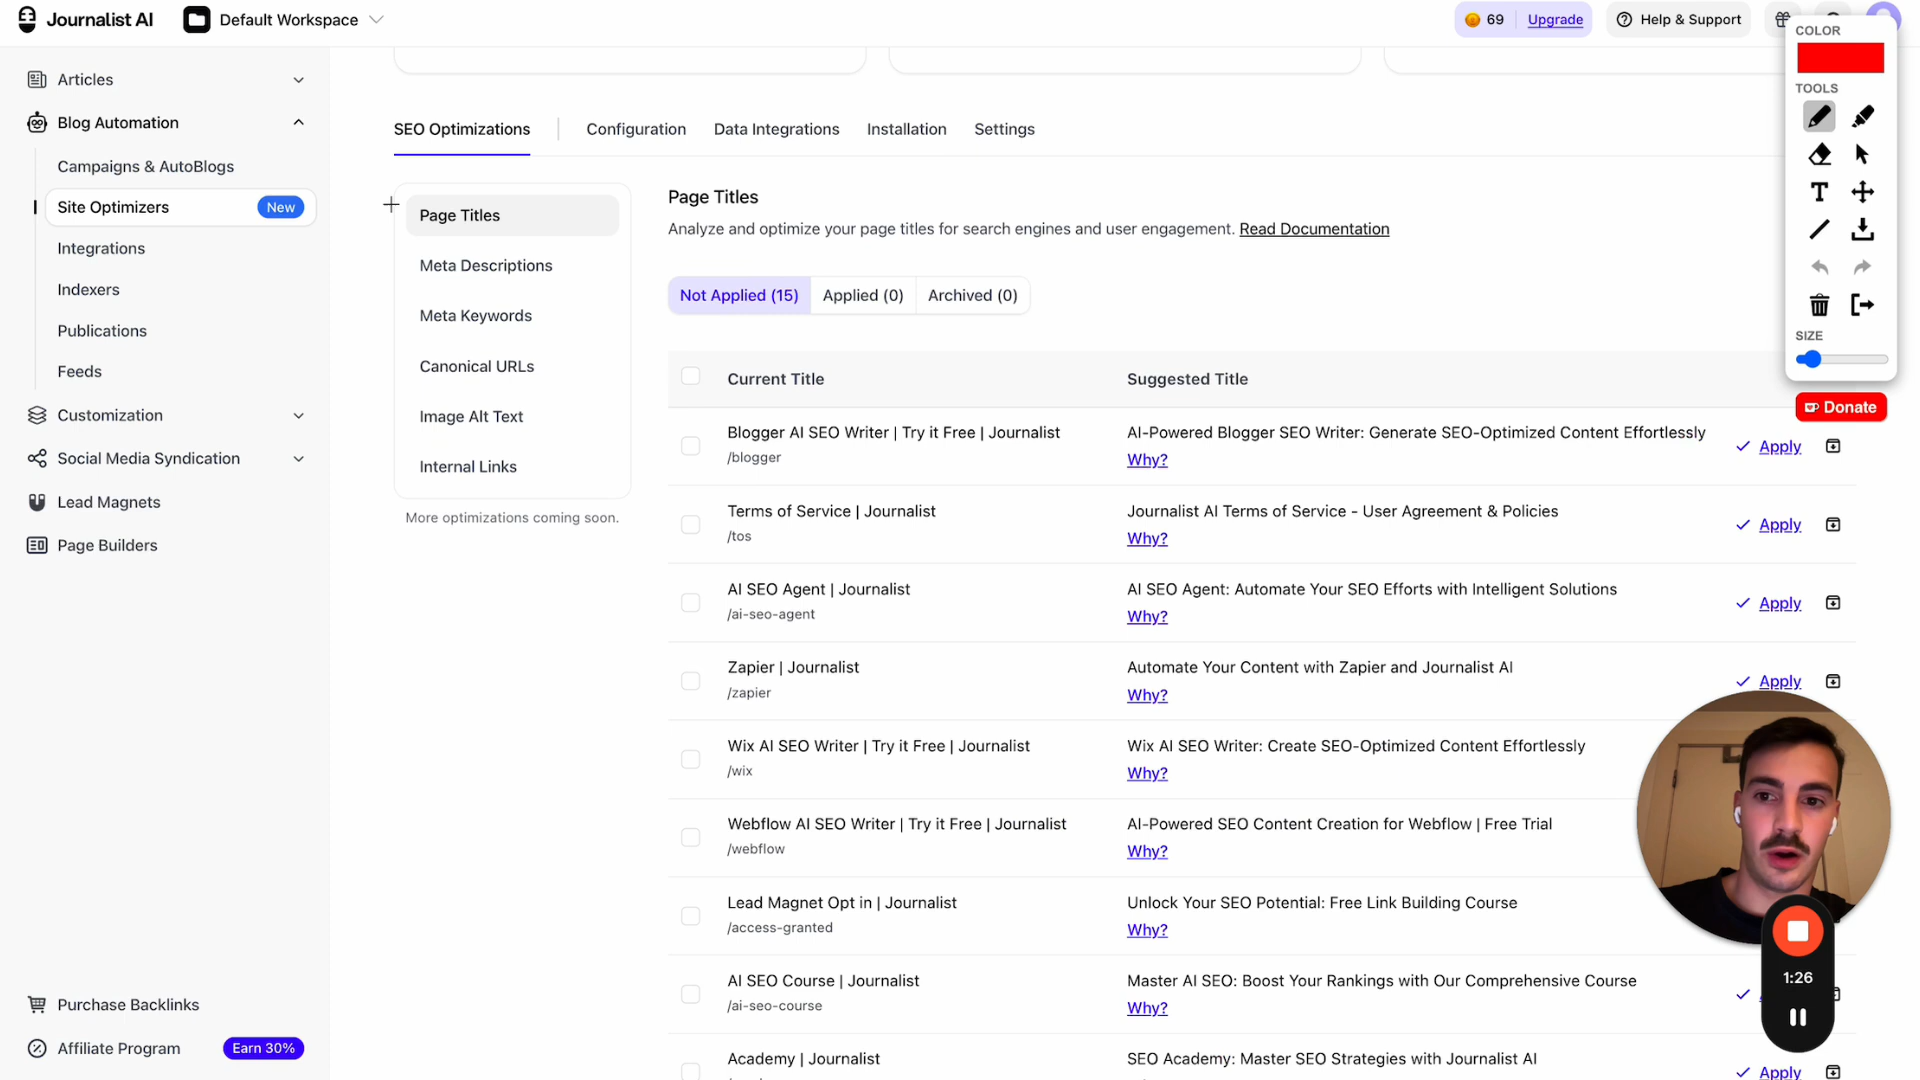 Journalist AI
Default Workspace
69
Upgrade
Help & Support
Articles
Blog Automation
Campaigns & AutoBlogs
Site Optimizers
New
Integrations
Indexers
Publications
Feeds
Customization
Social Media Syndication
Lead Magnets
Page Builders
Purchase Backlinks
Affiliate Program
Earn 30%
SEO Optimizations
Configuration
Data Integrations
Installation
Settings
Page Titles
Meta Descriptions
Meta Keywords
Canonical URLs
Image Alt Text
Internal Links
More optimizations coming soon.
Page Titles
Analyze and optimize your page titles for search engines and user engagement. Read Documentation
Not Applied (15)
Applied (0)
Archived (0)
Current Title
Suggested Title
Blogger AI SEO Writer | Try it Free | Journalist
/blogger
AI-Powered Blogger SEO Writer: Generate SEO-Optimized Content Effortlessly
Why?
Apply
Terms of Service | Journalist
/tos
Journalist AI Terms of Service - User Agreement & Policies
Why?
Apply
AI SEO Agent | Journalist
/ai-seo-agent
AI SEO Agent: Automate Your SEO Efforts with Intelligent Solutions
Why?
Apply
Zapier | Journalist
/zapier
Automate Your Content with Zapier and Journalist AI
Why?
Apply
Wix AI SEO Writer | Try it Free | Journalist
/wix
Wix AI SEO Writer: Create SEO-Optimized Content Effortlessly
Why?
Webflow AI SEO Writer | Try it Free | Journalist
/webflow
AI-Powered SEO Content Creation for Webflow | Free Trial
Why?
Lead Magnet Opt in | Journalist
/access-granted
Unlock Your SEO Potential: Free Link Building Course
Why?
AI SEO Course | Journalist
/ai-seo-course
Master AI SEO: Boost Your Rankings with Our Comprehensive Course
Why?
Academy | Journalist
SEO Academy: Master SEO Strategies with Journalist AI
Apply
COLOR
TOOLS
T
SIZE
Donate
1:26